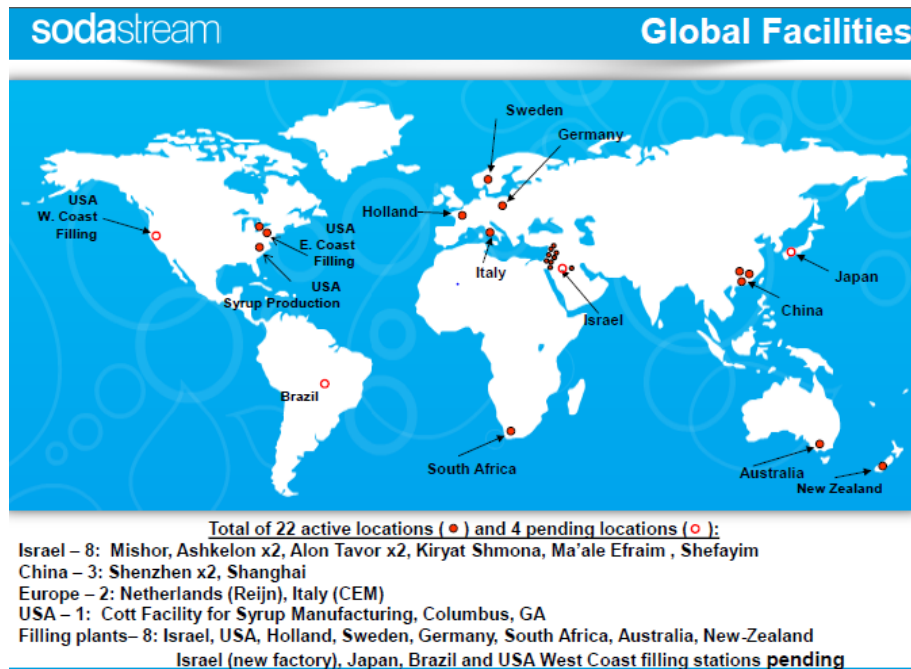 sodastream
Global Facilities
Sweden
Germany
USA
W. Coast
Filling
Holland
USA
E. Coast
Filling
Italy
Japan
USA
Syrup Production
Israel
China
Brazil
South Africa
Australia
New Zealand
Total of 22 active locations ( ) and 4 pending locations ( ):
Israel – 8: Mishor, Ashkelon x2, Alon Tavor x2, Kiryat Shmona, Ma'ale Efraim , Shefayim
China – 3: Shenzhen x2, Shanghai
Europe – 2: Netherlands (Reijn), Italy (CEM)
USA – 1: Cott Facility for Syrup Manufacturing, Columbus, GA
Filling plants– 8: Israel, USA, Holland, Sweden, Germany, South Africa, Australia, New-Zealand
Israel (new factory), Japan, Brazil and USA West Coast filling stations pending